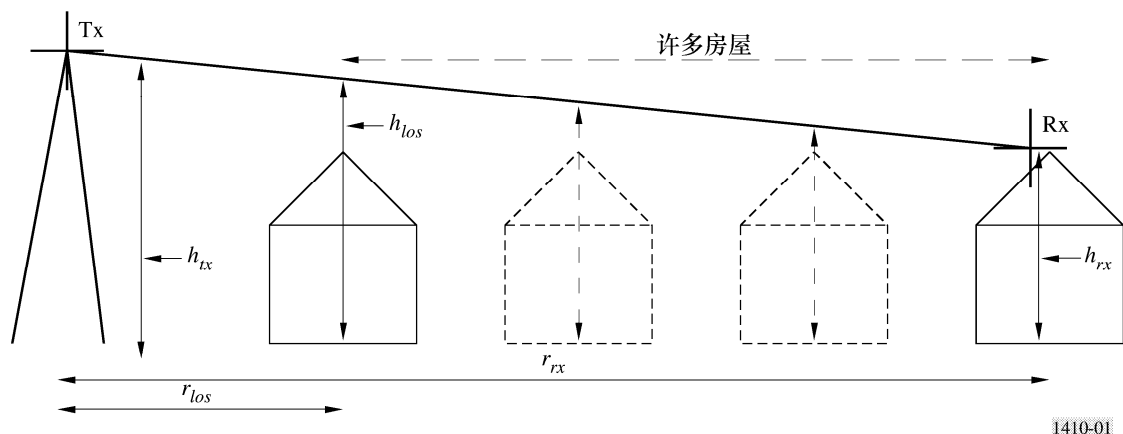 Tx
许多房屋
h_los
Rx
h_tx
h_rx
r_rx
r_los
1410-01